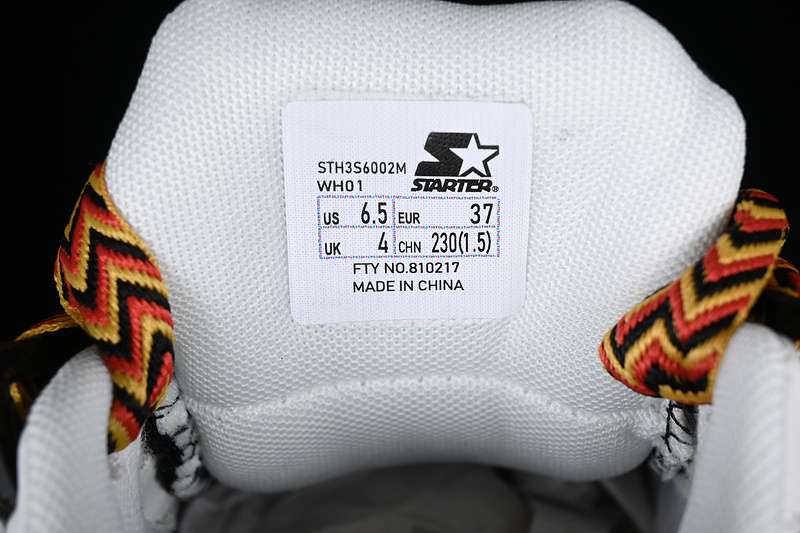 STH3S6002M
WH01
STARTER®
US 6.5 EUR 37
UK 4 CHN 230(1.5)
FTY NO.810217
MADE IN CHINA